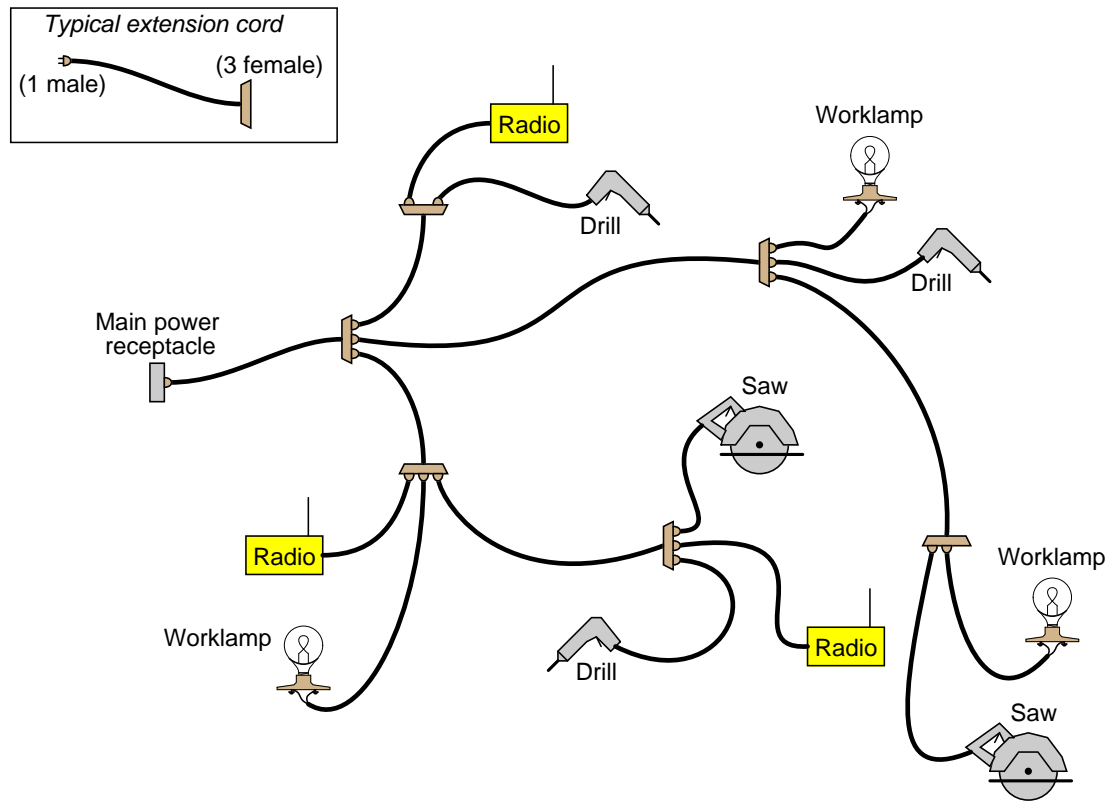 Typical extension cord
(3 female)
(1 male)
Radio
Worklamp
Drill
Drill
Main power
receptacle
Saw
Radio
Worklamp
Worklamp
Drill
Radio
Saw